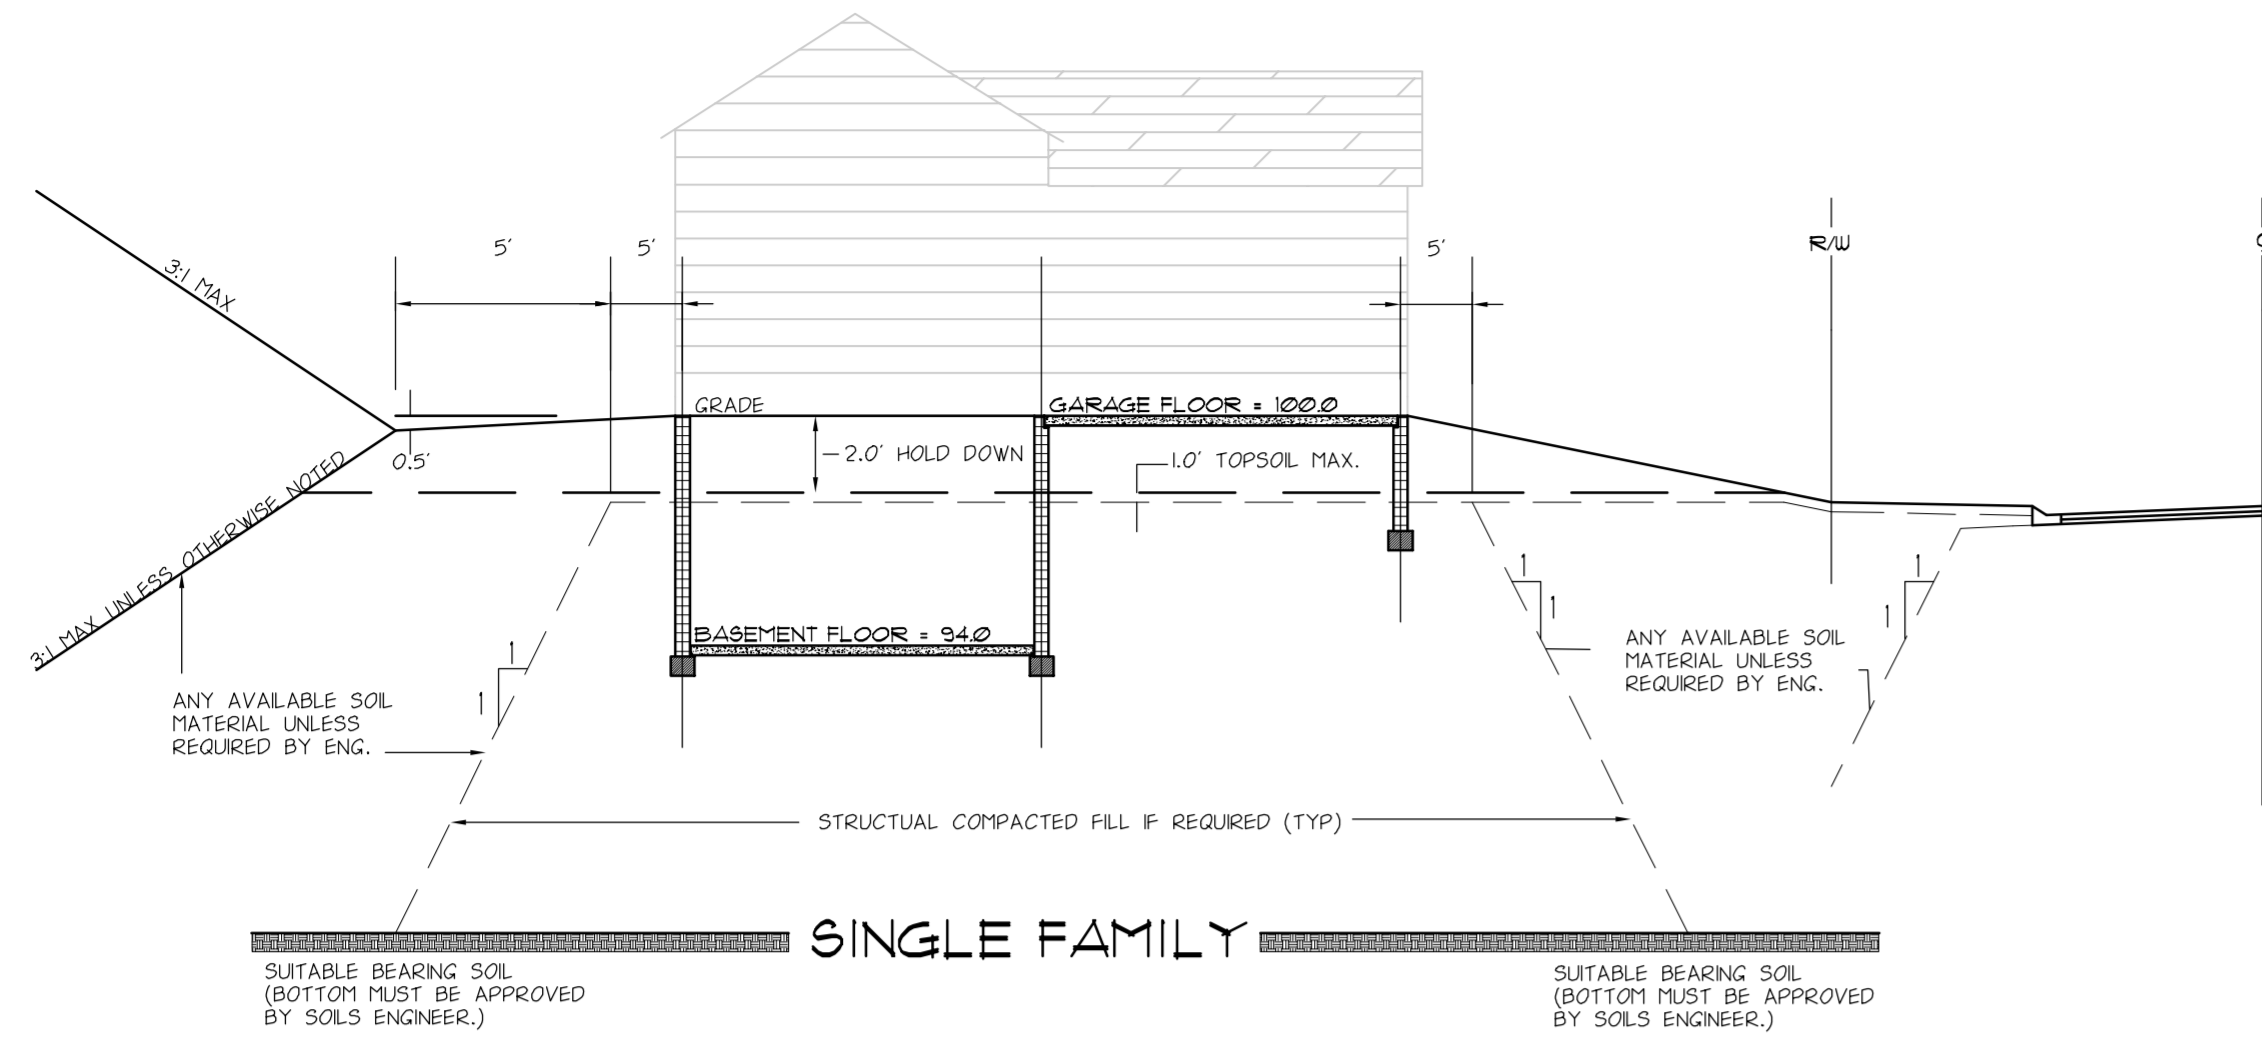 5' 5' 5'
R/W
3:1 MAX
GRADE
GARAGE FLOOR = 100.0
0.5'
2.0' HOLD DOWN
1.0' TOPSOIL MAX.
3:1 MAX UNLESS OTHERWISE NOTED
1
1
1
1
1
1
BASEMENT FLOOR = 94.0
ANY AVAILABLE SOIL
MATERIAL UNLESS
REQUIRED BY ENG.
ANY AVAILABLE SOIL
MATERIAL UNLESS
REQUIRED BY ENG.
STRUCTUAL COMPACTED FILL IF REQUIRED (TYP)
SINGLE FAMILY
SUITABLE BEARING SOIL
(BOTTOM MUST BE APPROVED
BY SOILS ENGINEER.)
SUITABLE BEARING SOIL
(BOTTOM MUST BE APPROVED
BY SOILS ENGINEER.)